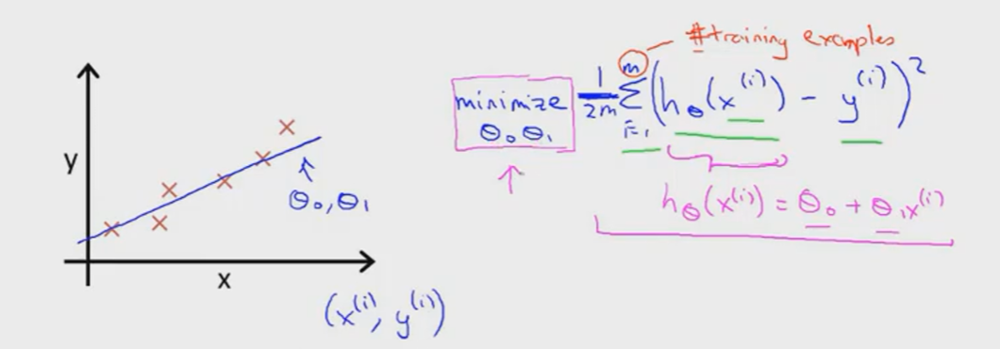 y
x
θ₀, θ₁
(x⁽ⁱ⁾, y⁽ⁱ⁾)
#training examples
minimize
θ₀ θ₁
1/2m Σ i=1 m (hθ(x⁽ⁱ⁾) - y⁽ⁱ⁾)²
hθ(x⁽ⁱ⁾) = θ₀ + θ₁x⁽ⁱ⁾